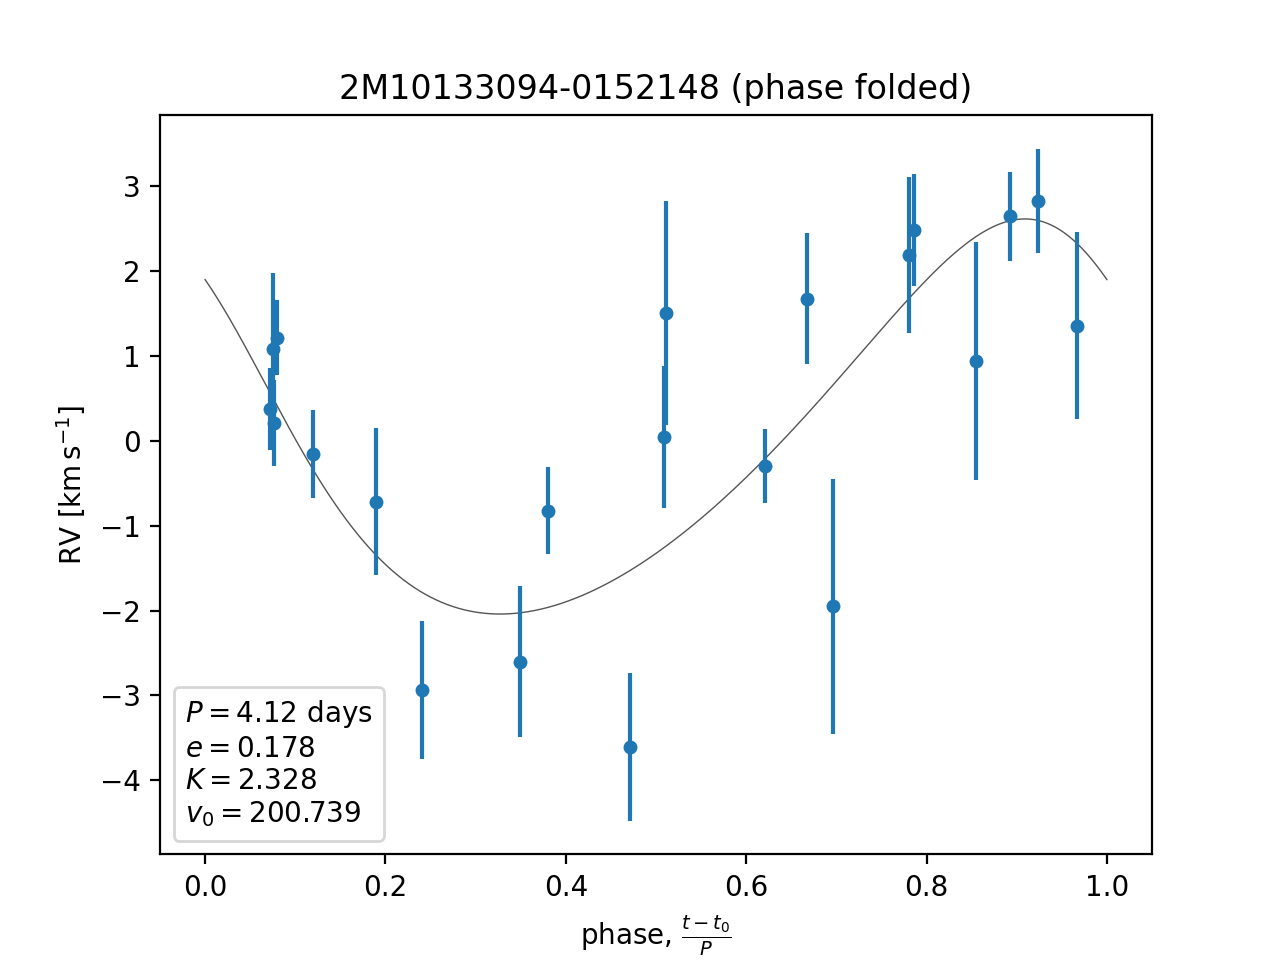 2M10133094-0152148 (phase folded)
RV [km s⁻¹]
3
2
1
0
−1
−2
−3
−4
P = 4.12 days
e = 0.178
K = 2.328
v₀ = 200.739
0.0 0.2 0.4 0.6 0.8 1.0
phase, (t − t₀)/P